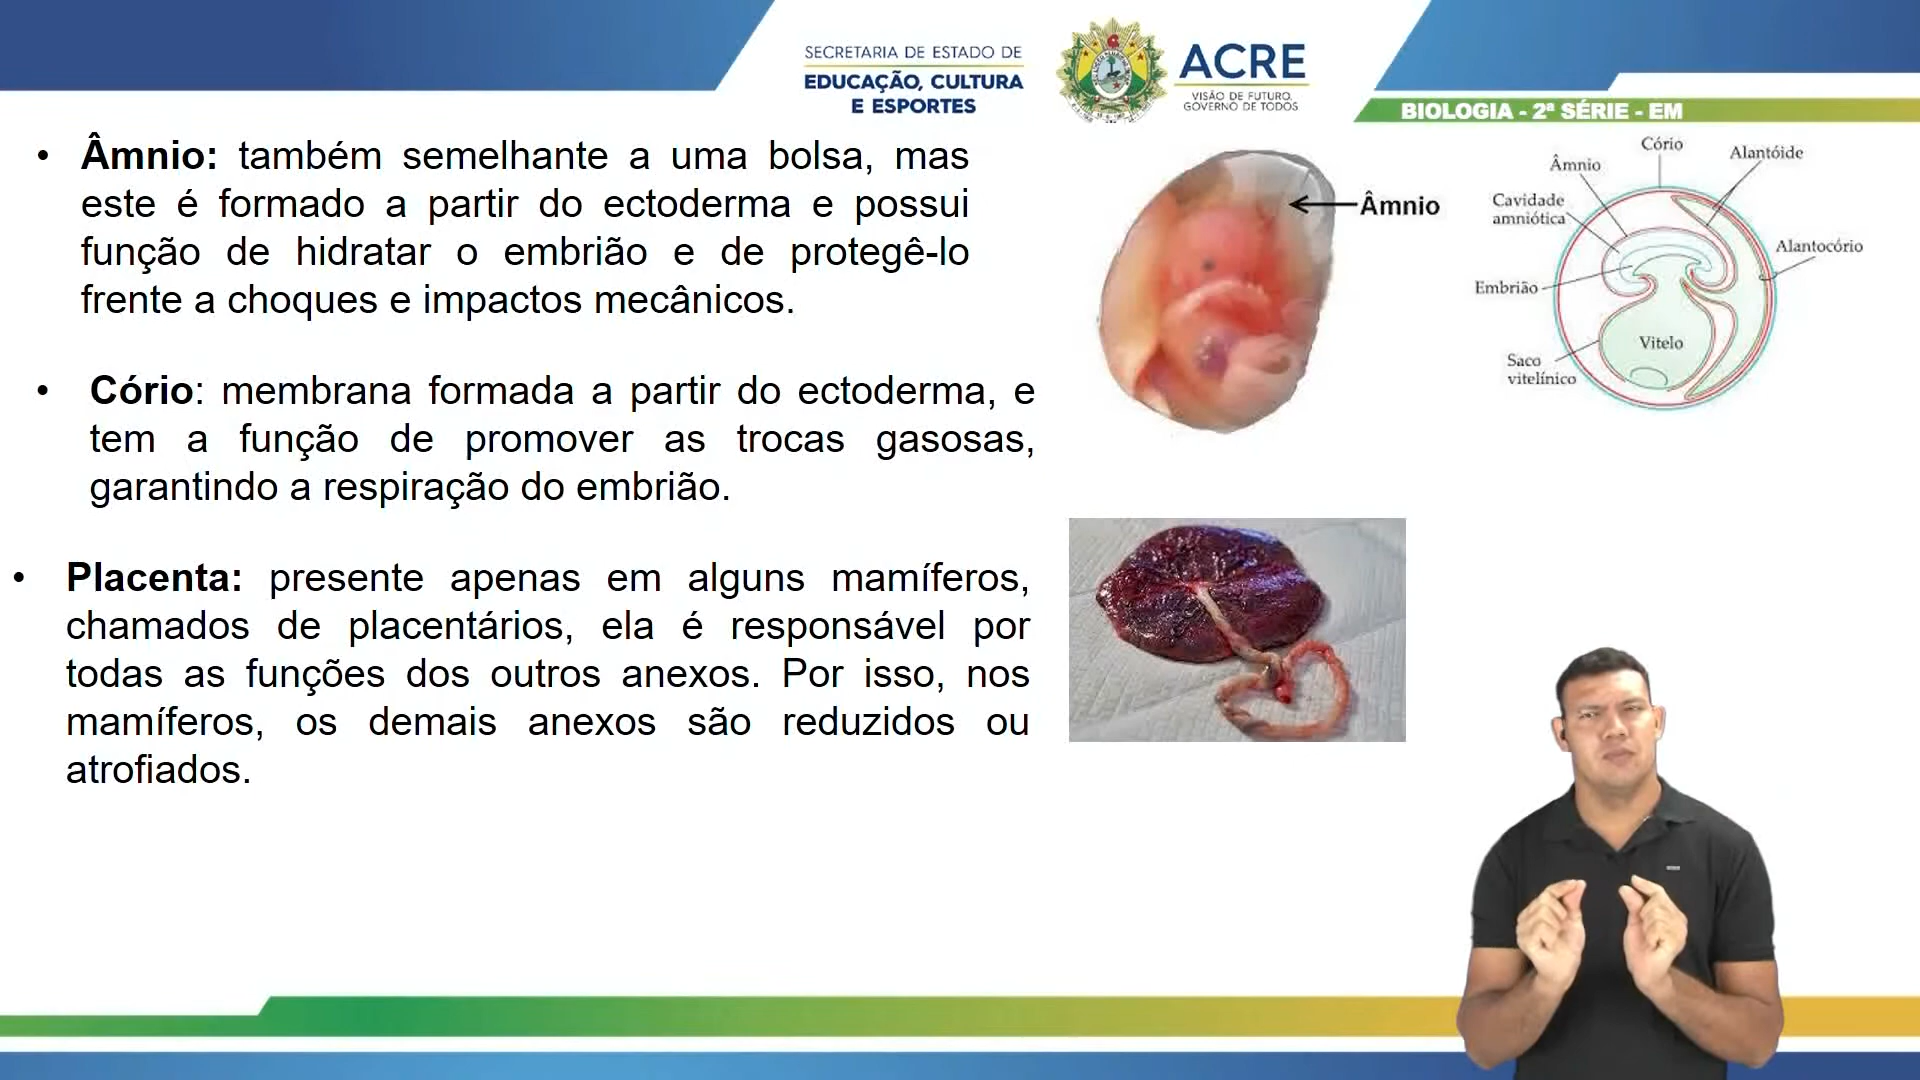 SECRETARIA DE ESTADO DE
EDUCAÇÃO, CULTURA
E ESPORTES
ACRE
VISÃO DE FUTURO,
GOVERNO DE TODOS
BIOLOGIA - 2ª SÉRIE - EM
• Âmnio: também semelhante a uma bolsa, mas
este é formado a partir do ectoderma e possui
função de hidratar o embrião e de protegê-lo
frente a choques e impactos mecânicos.
• Cório: membrana formada a partir do ectoderma, e
tem a função de promover as trocas gasosas,
garantindo a respiração do embrião.
• Placenta: presente apenas em alguns mamíferos,
chamados de placentários, ela é responsável por
todas as funções dos outros anexos. Por isso, nos
mamíferos, os demais anexos são reduzidos ou
atrofiados.
Âmnio
Cório
Alantóide
Âmnio
Cavidade
amniótica
Alantocório
Embrião
Vitelo
Saco
vitelínico